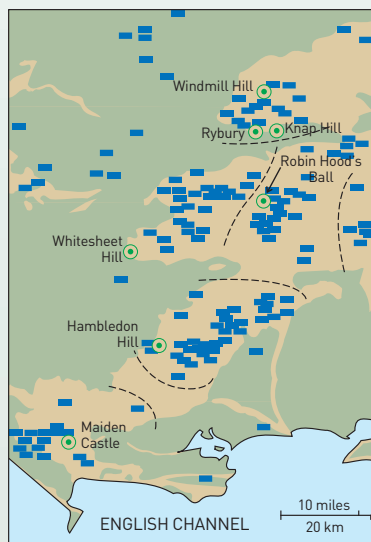 Windmill Hill
Rybury
Knap Hill
Robin Hood's
Ball
Whitesheet
Hill
Hambledon
Hill
Maiden
Castle
ENGLISH CHANNEL
10 miles
20 km